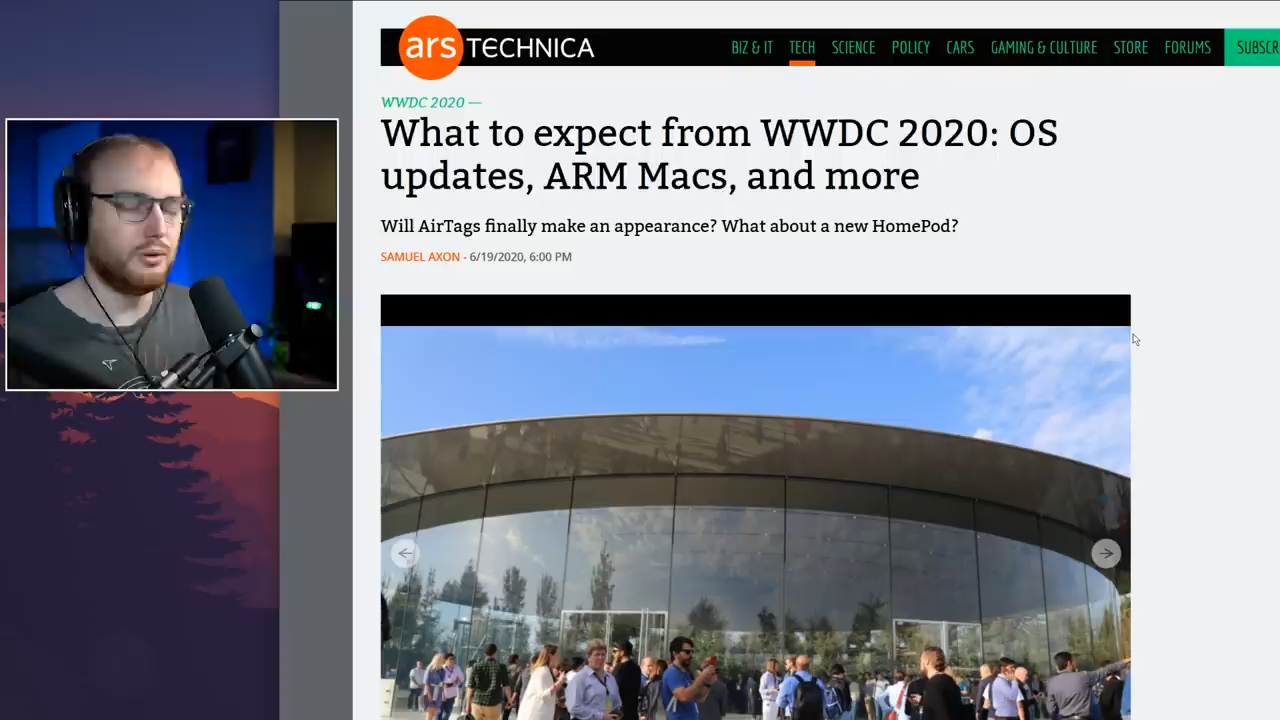 ars TECHNICA
BIZ & IT TECH SCIENCE POLICY CARS GAMING & CULTURE STORE FORUMS SUBSCR
WWDC 2020 —
What to expect from WWDC 2020: OS
updates, ARM Macs, and more
Will AirTags finally make an appearance? What about a new HomePod?
SAMUEL AXON - 6/19/2020, 6:00 PM